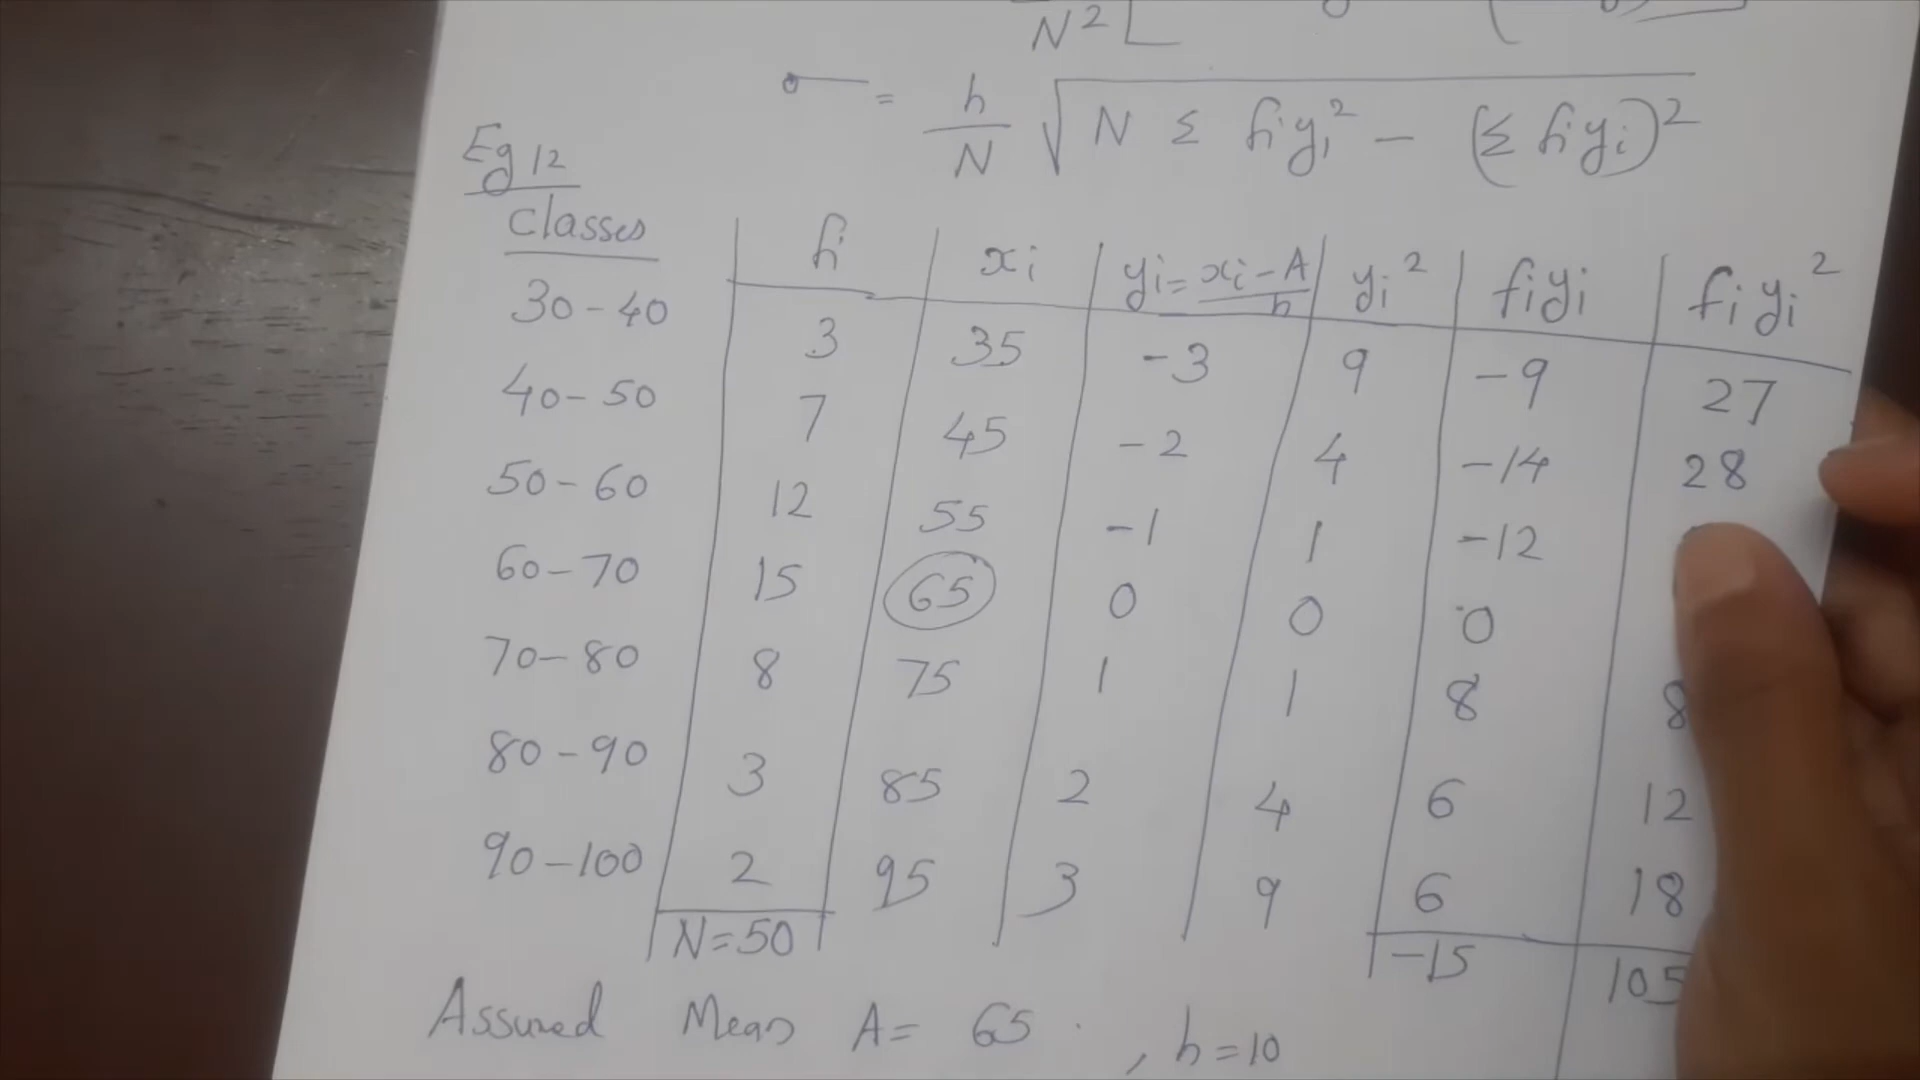 N²[
σ = h/N √N Σ fiyi² - (Σ fiyi)²
Eg 12
Classes fi xi yi = xi - A/h yi² fiyi fiyi²
30-40 3 35 -3 9 -9 27
40-50 7 45 -2 4 -14 28
50-60 12 55 -1 1 -12
60-70 15 65 0 0 0
70-80 8 75 1 1 8 8
80-90 3 85 2 4 6 12
90-100 2 95 3 9 6 18
N=50 -15 105
Assumed Mean A= 65 , h=10